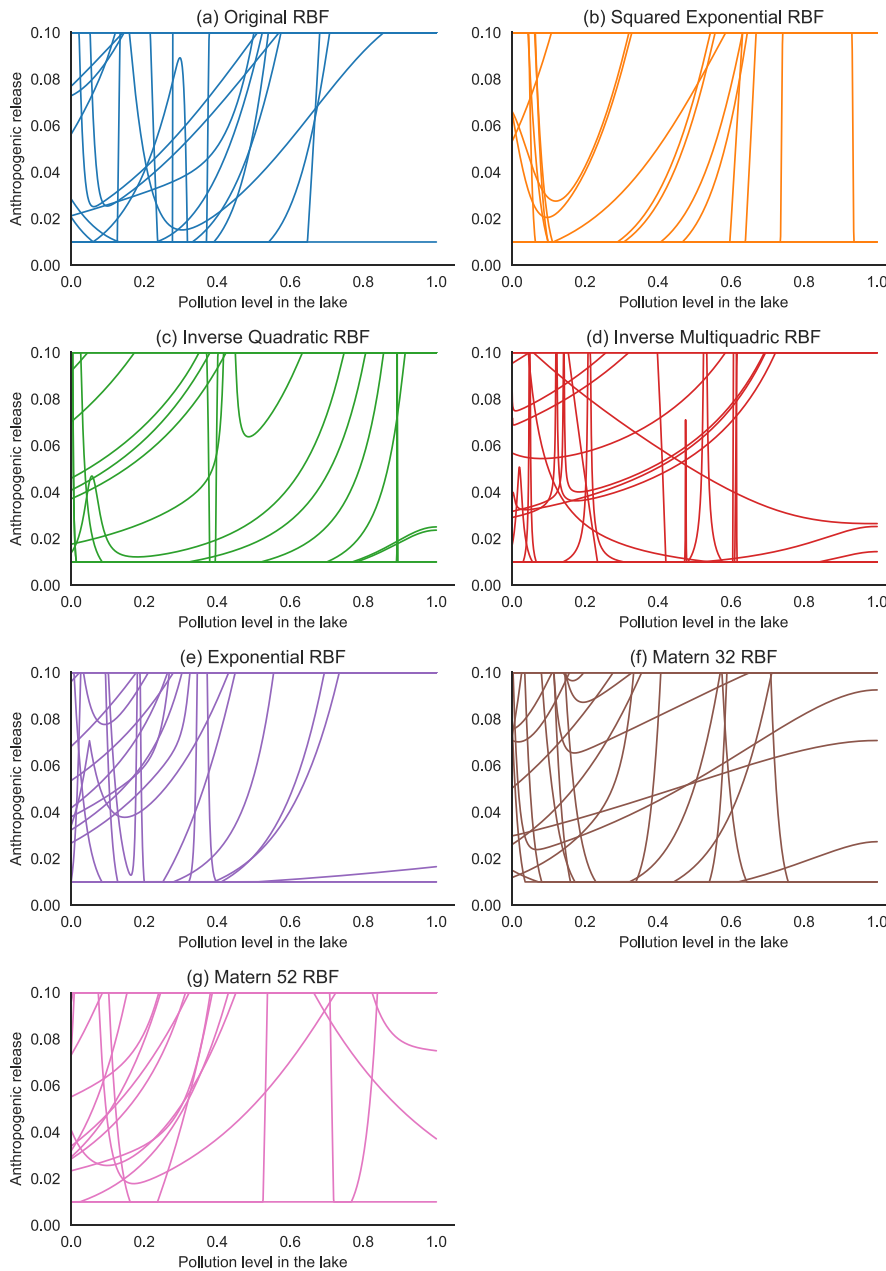 (a) Original RBF
Anthropogenic release
0.10
0.08
0.06
0.04
0.02
0.00
0.0 0.2 0.4 0.6 0.8 1.0
Pollution level in the lake
(b) Squared Exponential RBF
0.10
0.08
0.06
0.04
0.02
0.00
0.0 0.2 0.4 0.6 0.8 1.0
Pollution level in the lake
(c) Inverse Quadratic RBF
Anthropogenic release
0.10
0.08
0.06
0.04
0.02
0.00
0.0 0.2 0.4 0.6 0.8 1.0
Pollution level in the lake
(d) Inverse Multiquadric RBF
0.10
0.08
0.06
0.04
0.02
0.00
0.0 0.2 0.4 0.6 0.8 1.0
Pollution level in the lake
(e) Exponential RBF
Anthropogenic release
0.10
0.08
0.06
0.04
0.02
0.00
0.0 0.2 0.4 0.6 0.8 1.0
Pollution level in the lake
(f) Matern 32 RBF
0.10
0.08
0.06
0.04
0.02
0.00
0.0 0.2 0.4 0.6 0.8 1.0
Pollution level in the lake
(g) Matern 52 RBF
Anthropogenic release
0.10
0.08
0.06
0.04
0.02
0.00
0.0 0.2 0.4 0.6 0.8 1.0
Pollution level in the lake